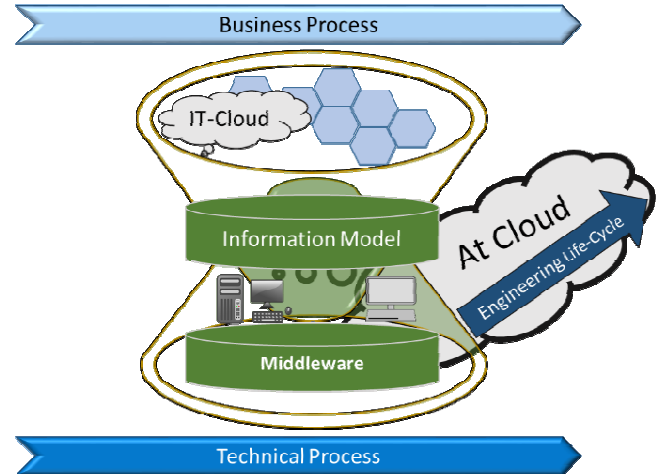 Business Process
IT-Cloud
Information Model
At Cloud
Engineering Life-Cycle
Middleware
Technical Process